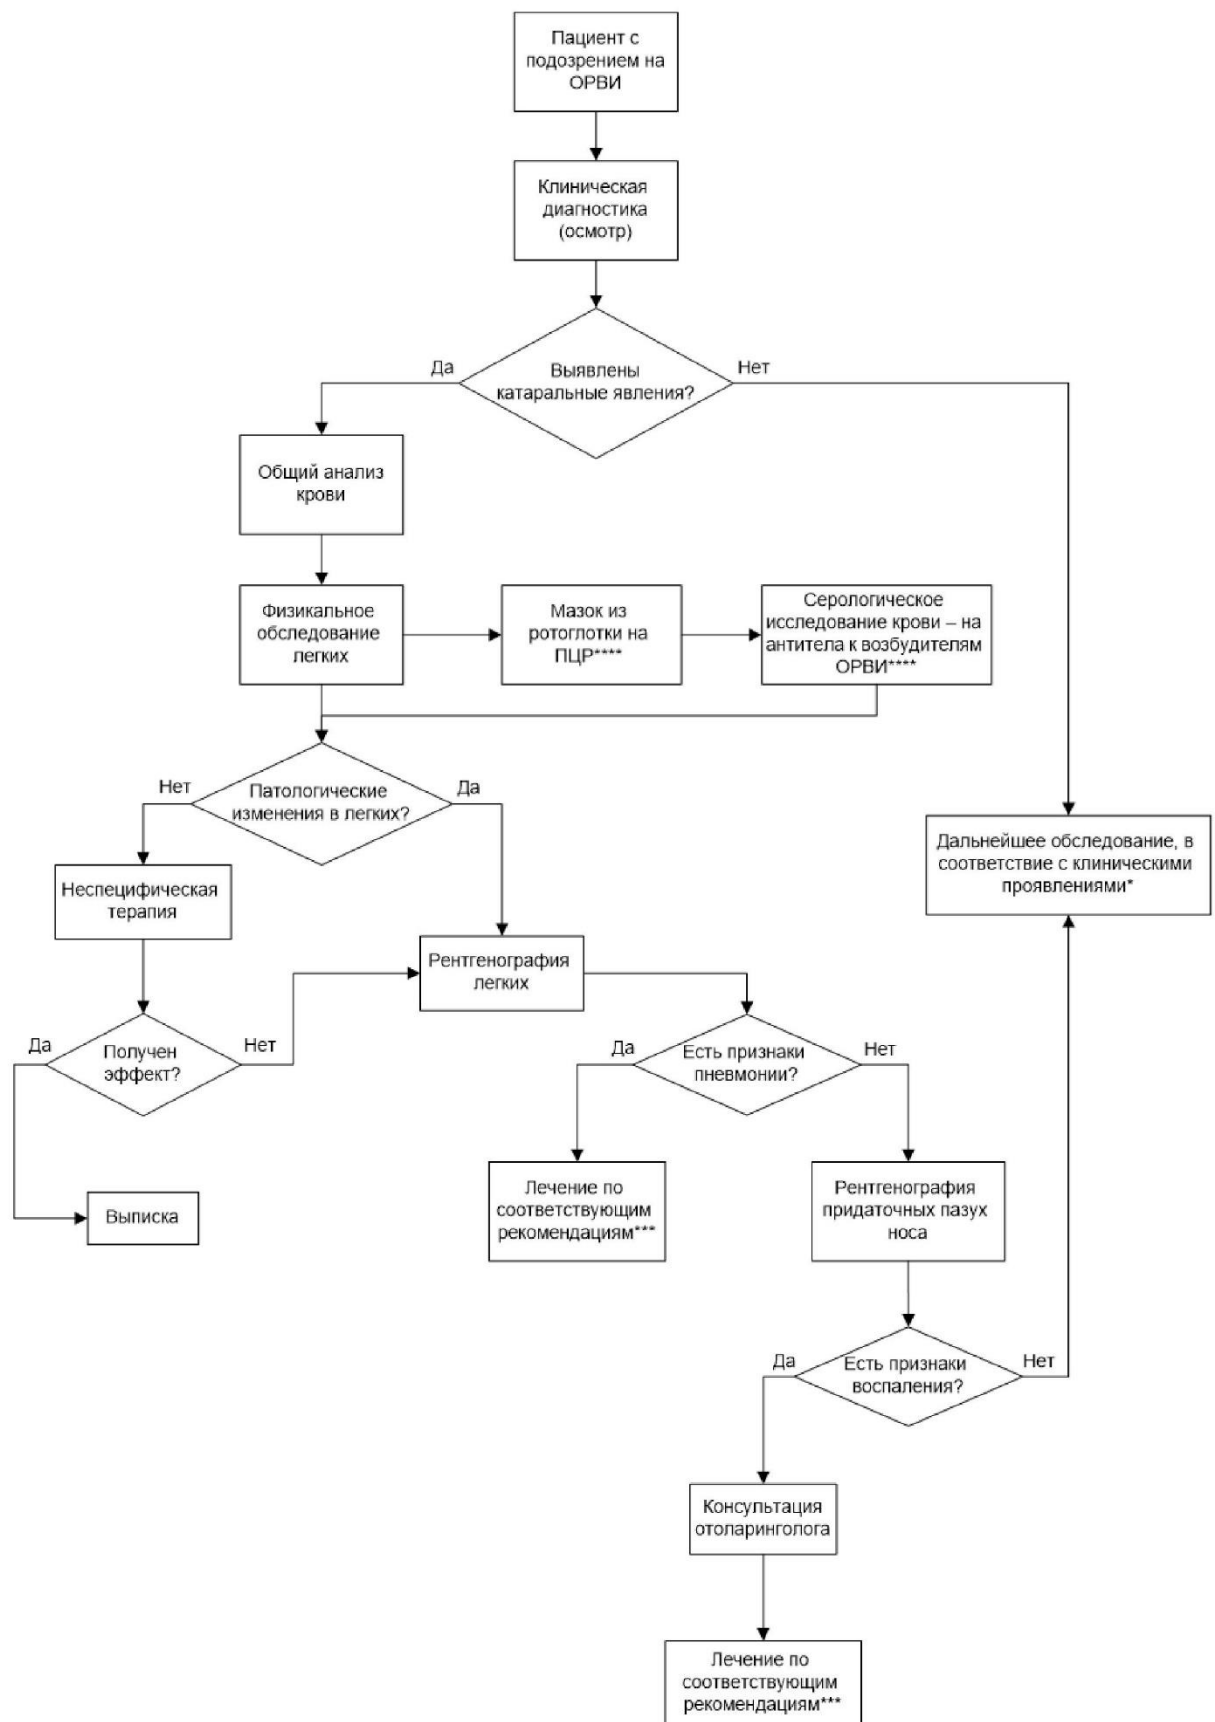 Пациент с
подозрением на
ОРВИ
Клиническая
диагностика
(осмотр)
Да
Выявлены
катаральные явления?
Нет
Общий анализ
крови
Физикальное
обследование
легких
Мазок из
ротоглотки на
ПЦР****
Серологическое
исследование крови – на
антитела к возбудителям
ОРВИ****
Нет
Патологические
изменения в легких?
Да
Дальнейшее обследование, в
соответствие с клиническими
проявлениями*
Неспецифическая
терапия
Рентгенография
легких
Да
Получен
эффект?
Нет
Да
Есть признаки
пневмонии?
Нет
Выписка
Лечение по
соответствующим
рекомендациям***
Рентгенография
придаточных пазух
носа
Да
Есть признаки
воспаления?
Нет
Консультация
отоларинголога
Лечение по
соответствующим
рекомендациям***